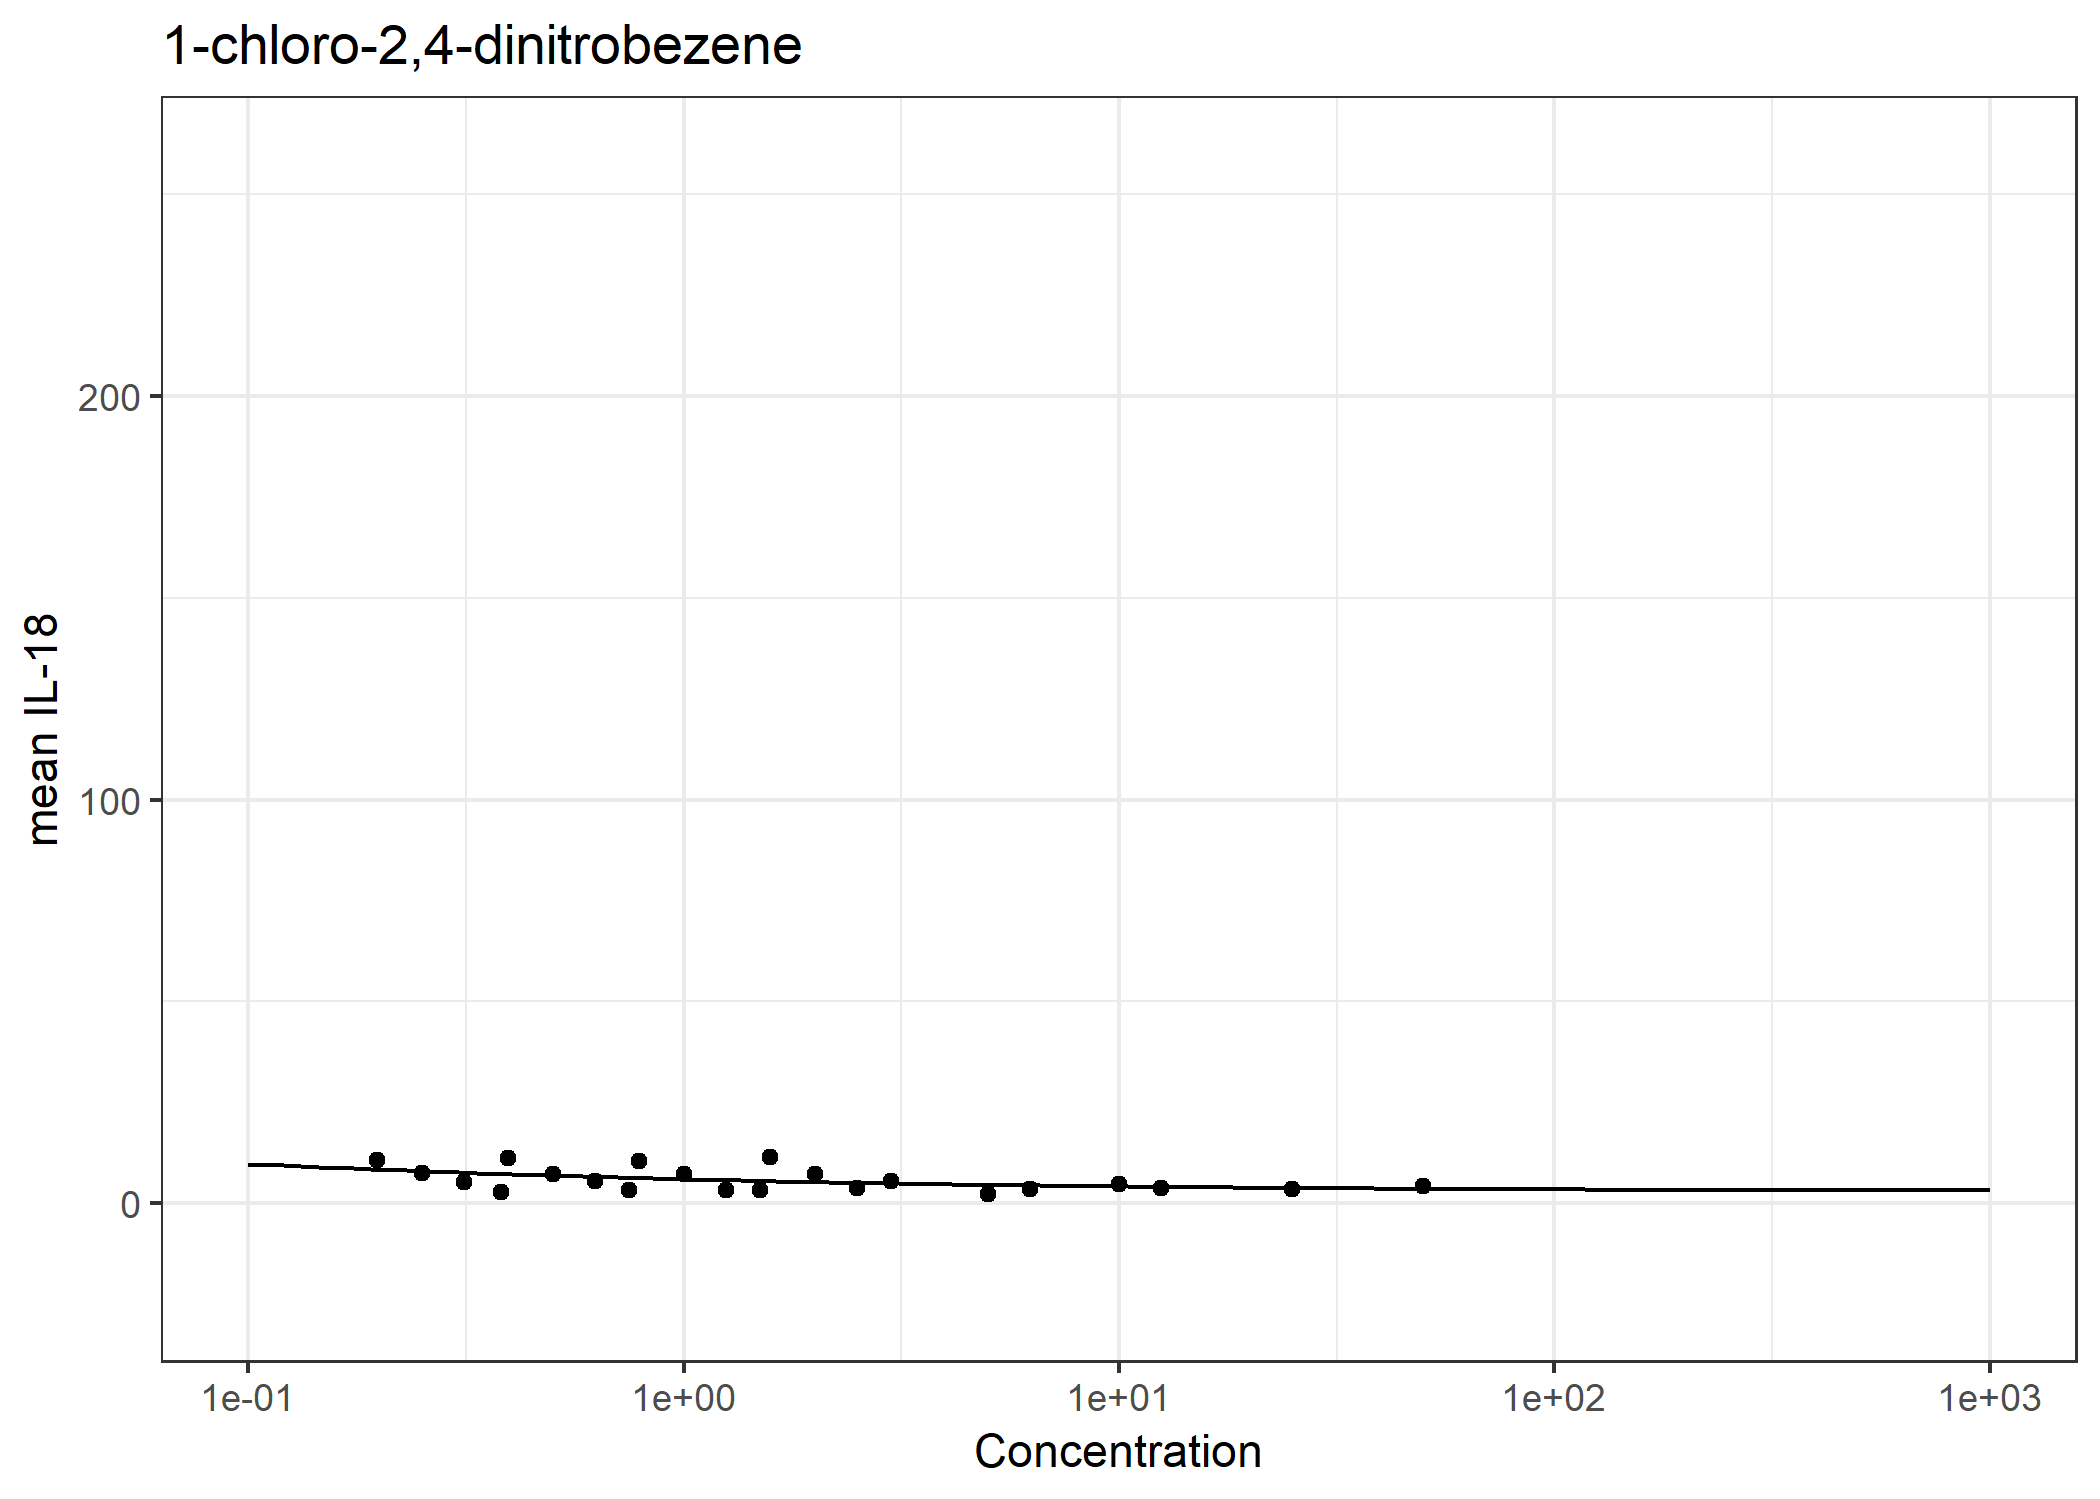 1-chloro-2,4-dinitrobezene
mean IL-18
200
100
0
1e-01 1e+00 1e+01 1e+02 1e+03
Concentration